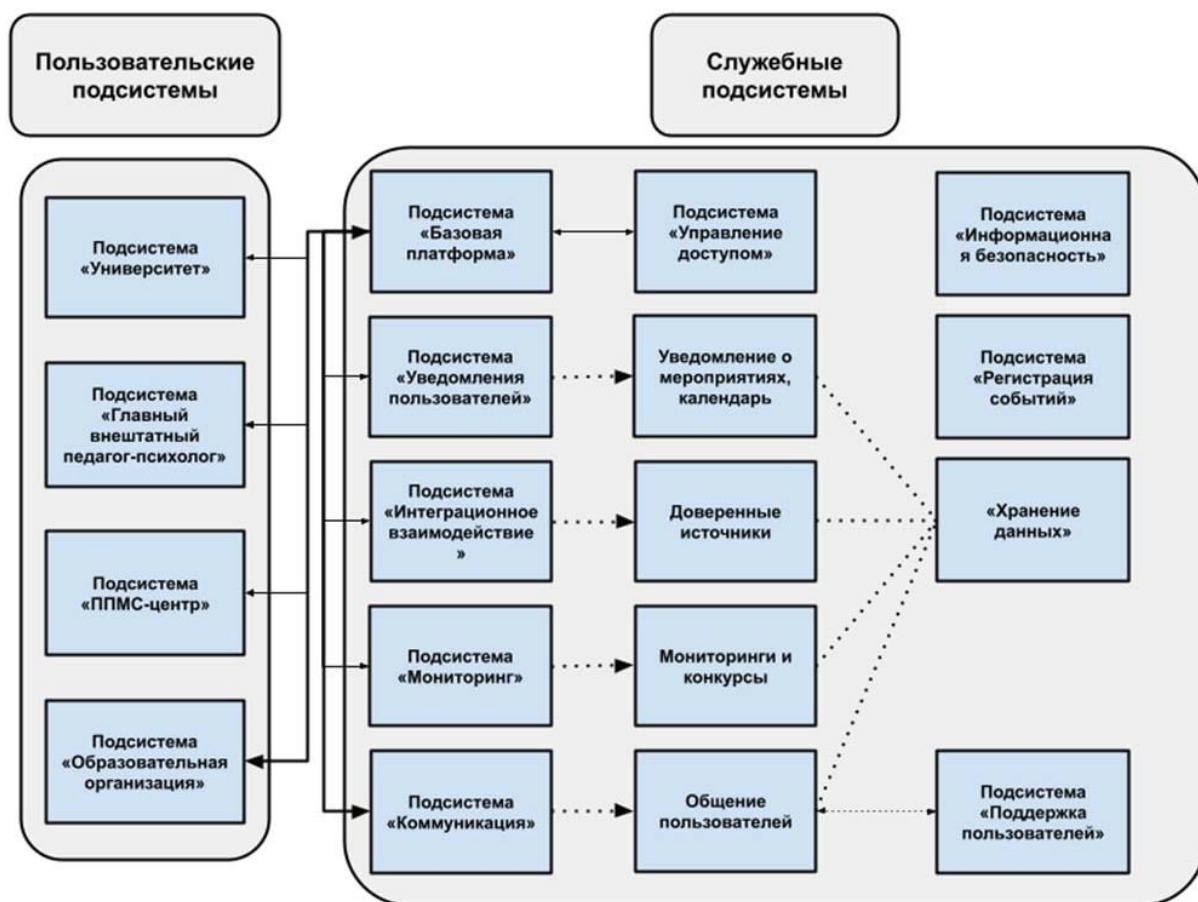 Пользовательские
подсистемы
Служебные
подсистемы
Подсистема
«Университет»
Подсистема
«Главный
внештатный
педагог-психолог»
Подсистема
«ППМС-центр»
Подсистема
«Образовательная
организация»
Подсистема
«Базовая
платформа»
Подсистема
«Управление
доступом»
Подсистема
«Информационна
я безопасность»
Подсистема
«Уведомления
пользователей»
Уведомление о
мероприятиях,
календарь
Подсистема
«Регистрация
событий»
Подсистема
«Интеграционное
взаимодействие
»
Доверенные
источники
«Хранение
данных»
Подсистема
«Мониторинг»
Мониторинги и
конкурсы
Подсистема
«Коммуникация»
Общение
пользователей
Подсистема
«Поддержка
пользователей»